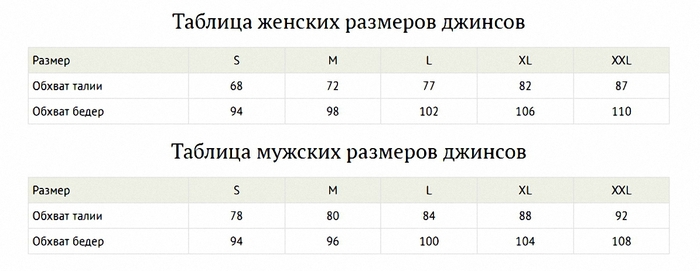 Таблица женских размеров джинсов
Размер S M L XL XXL
Обхват талии 68 72 77 82 87
Обхват бедер 94 98 102 106 110
Таблица мужских размеров джинсов
Размер S M L XL XXL
Обхват талии 78 80 84 88 92
Обхват бедер 94 96 100 104 108